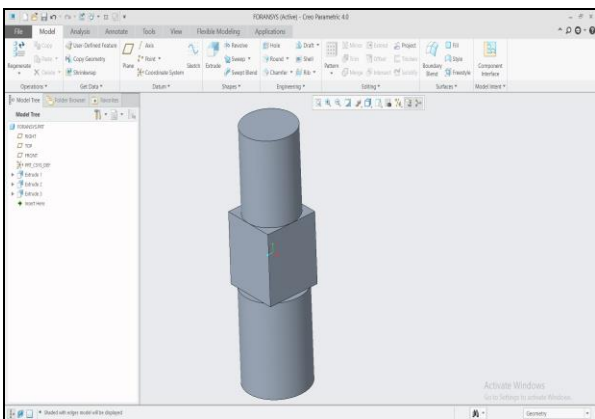 FORANSYS (Active) - Creo Parametric 4.0
File Model Analysis Annotate Tools View Flexible Modeling Applications
Regenerate
Copy
Paste
Delete
User-Defined Feature
Copy Geometry
Shrinkwrap
Plane
Axis
Point
Coordinate System
Sketch
Extrude
Revolve
Sweep
Swept Blend
Hole
Round
Chamfer
Draft
Shell
Rib
Pattern
Mirror
Trim
Merge
Extend
Offset
Intersect
Project
Thicken
Solidify
Boundary Blend
Fill
Style
Freestyle
Component Interface
Operations Get Data Datum Shapes Engineering Editing Surfaces Model Intent
Model Tree Folder Browser Favorites
Model Tree
FORANSYS.PRT
RIGHT
TOP
FRONT
PRT_CSYS_DEF
Extrude 1
Extrude 2
Extrude 3
Insert Here
Activate Windows
Go to Settings to activate Windows.
Shaded with edges model will be displayed
Geometry